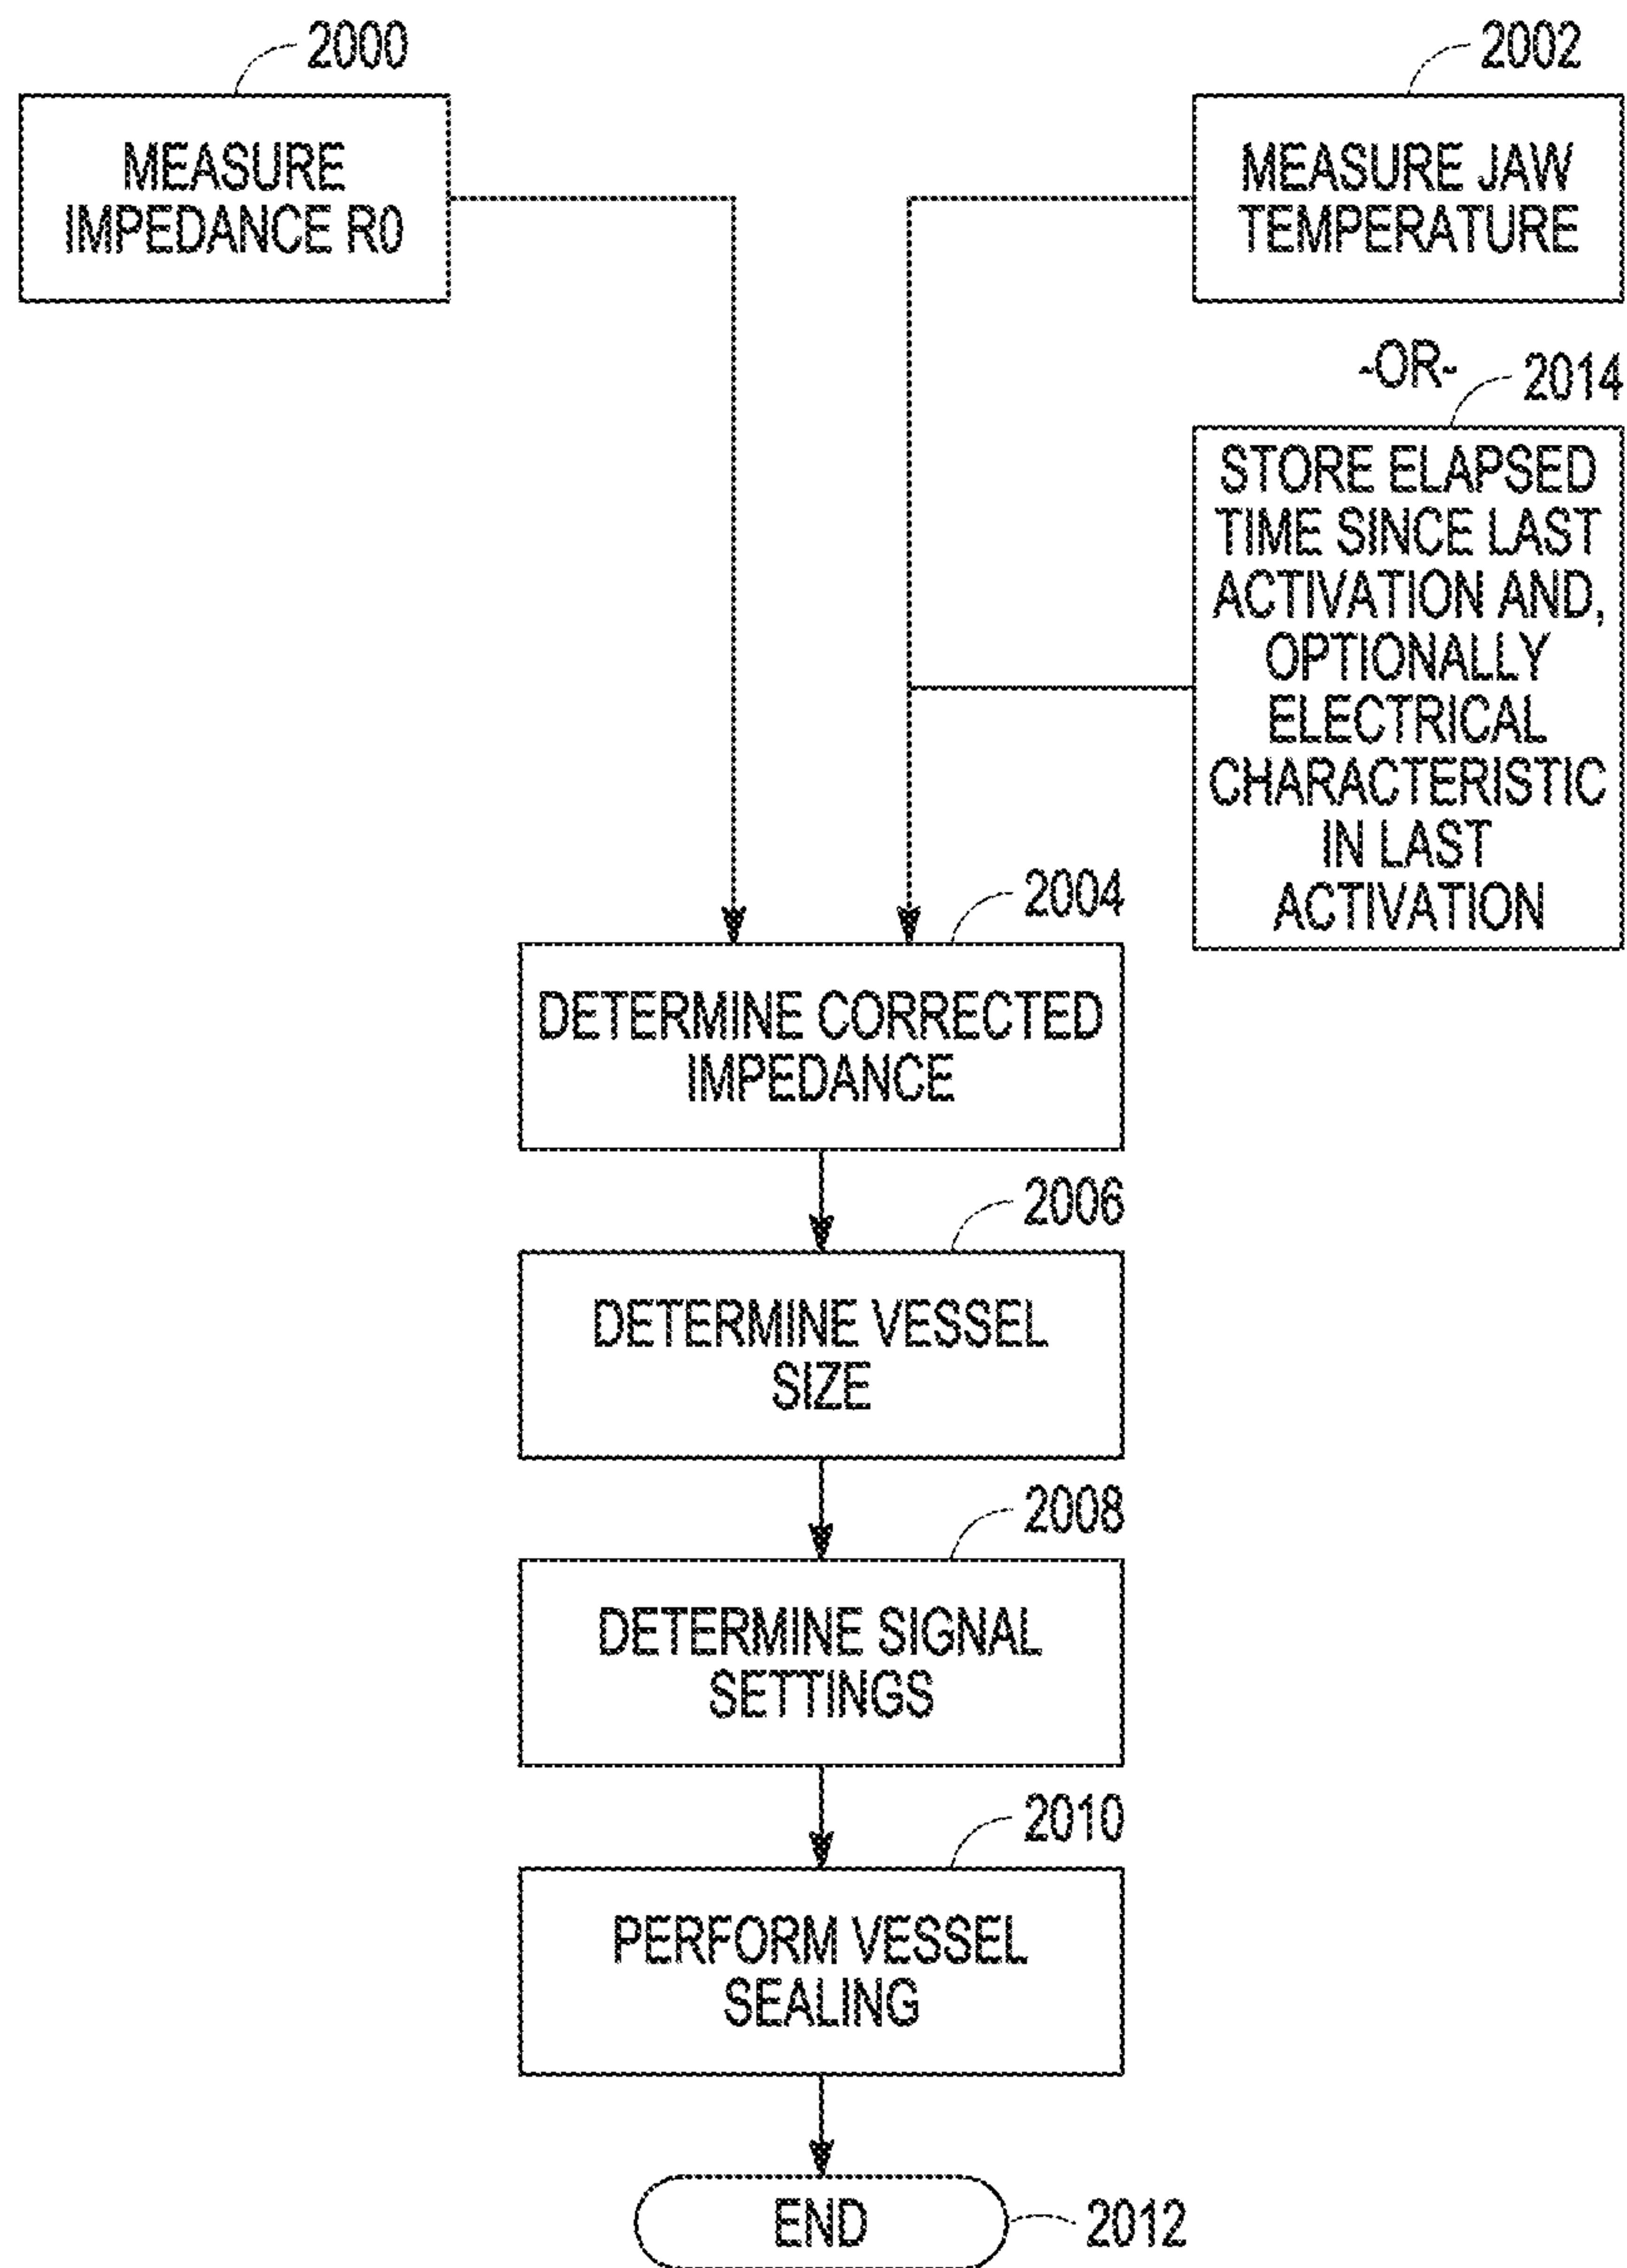 2000
MEASURE
IMPEDANCE R0
2002
MEASURE JAW
TEMPERATURE
-OR-
2014
STORE ELAPSED
TIME SINCE LAST
ACTIVATION AND,
OPTIONALLY
ELECTRICAL
CHARACTERISTIC
IN LAST
ACTIVATION
2004
DETERMINE CORRECTED
IMPEDANCE
2006
DETERMINE VESSEL
SIZE
2008
DETERMINE SIGNAL
SETTINGS
2010
PERFORM VESSEL
SEALING
END
2012